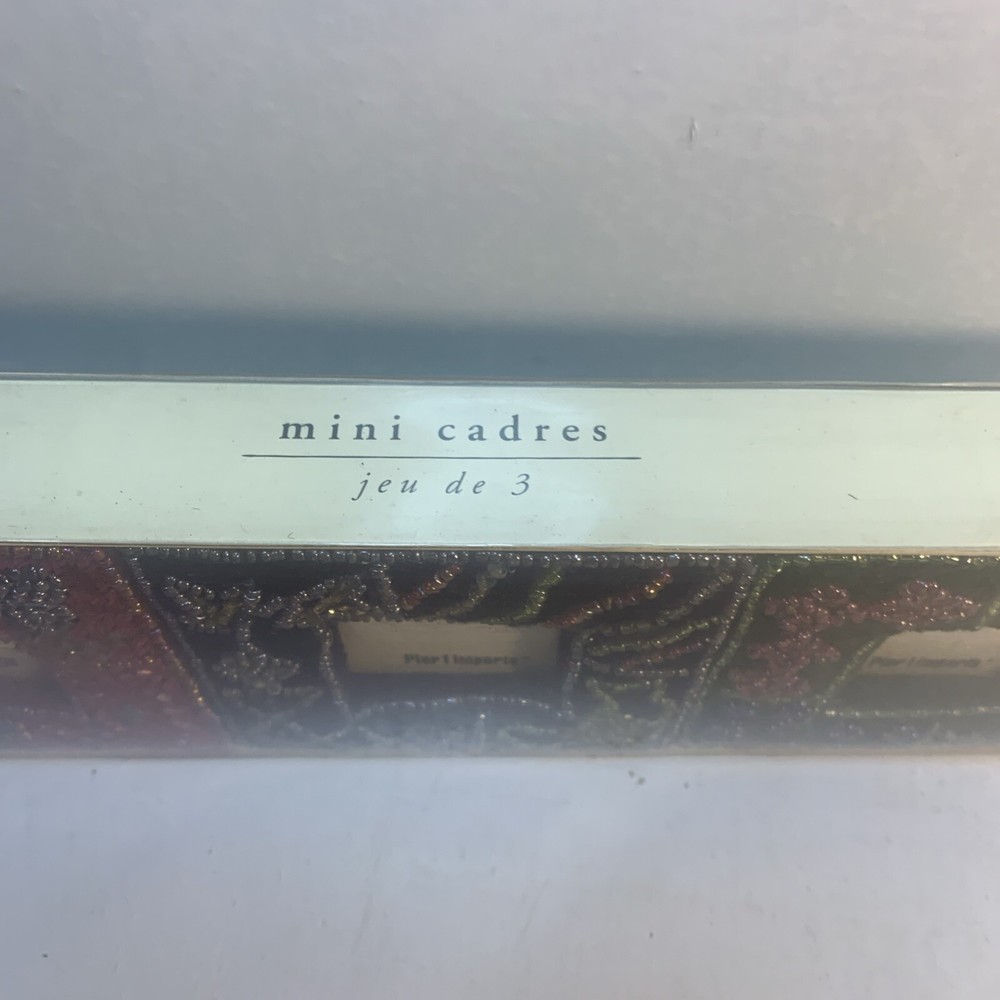 mini cadres
jeu de 3
Pier 1 imports
Pier 1 imports